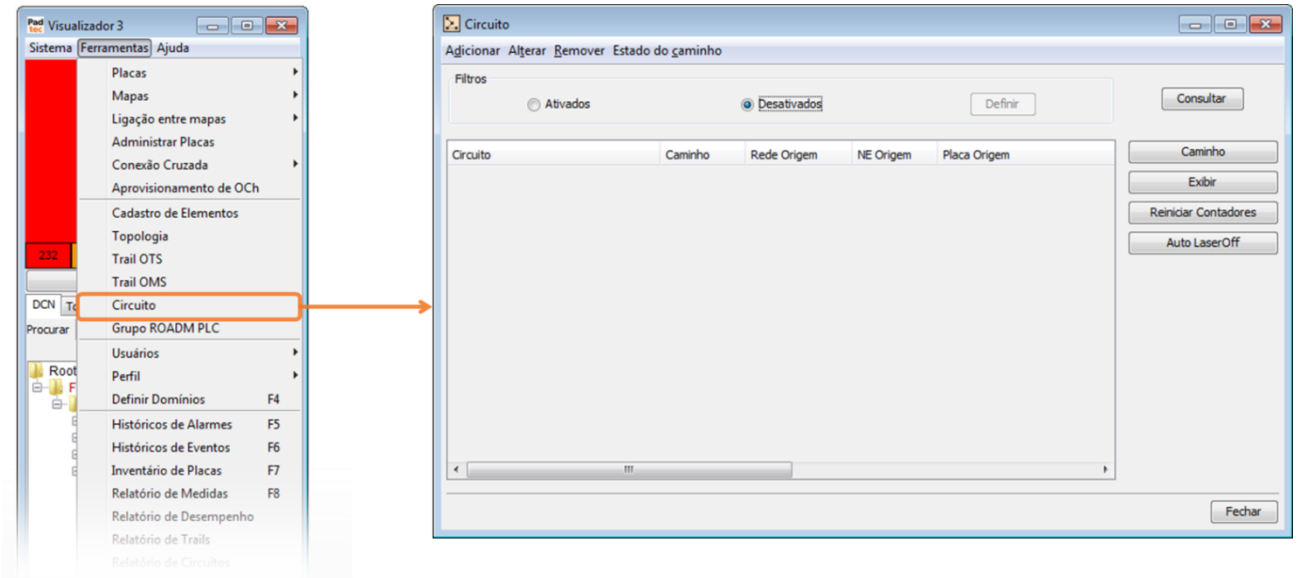 Pad
tec Visualizador 3
Sistema Ferramentas Ajuda
Placas
Mapas
Ligação entre mapas
Administrar Placas
Conexão Cruzada
Aprovisionamento de OCh
Cadastro de Elementos
Topologia
232
Trail OTS
Trail OMS
DCN To
Circuito
Procurar
Grupo ROADM PLC
Usuários
Root
Perfil
F
Definir Domínios F4
Históricos de Alarmes F5
Históricos de Eventos F6
Inventário de Placas F7
Relatório de Medidas F8
Relatório de Desempenho
Relatório de Trails
Relatório de Circuitos
Circuito
Adicionar Alterar Remover Estado do caminho
Filtros
Ativados Desativados Definir Consultar
Circuito Caminho Rede Origem NE Origem Placa Origem
Caminho
Exibir
Reiniciar Contadores
Auto LaserOff
Fechar